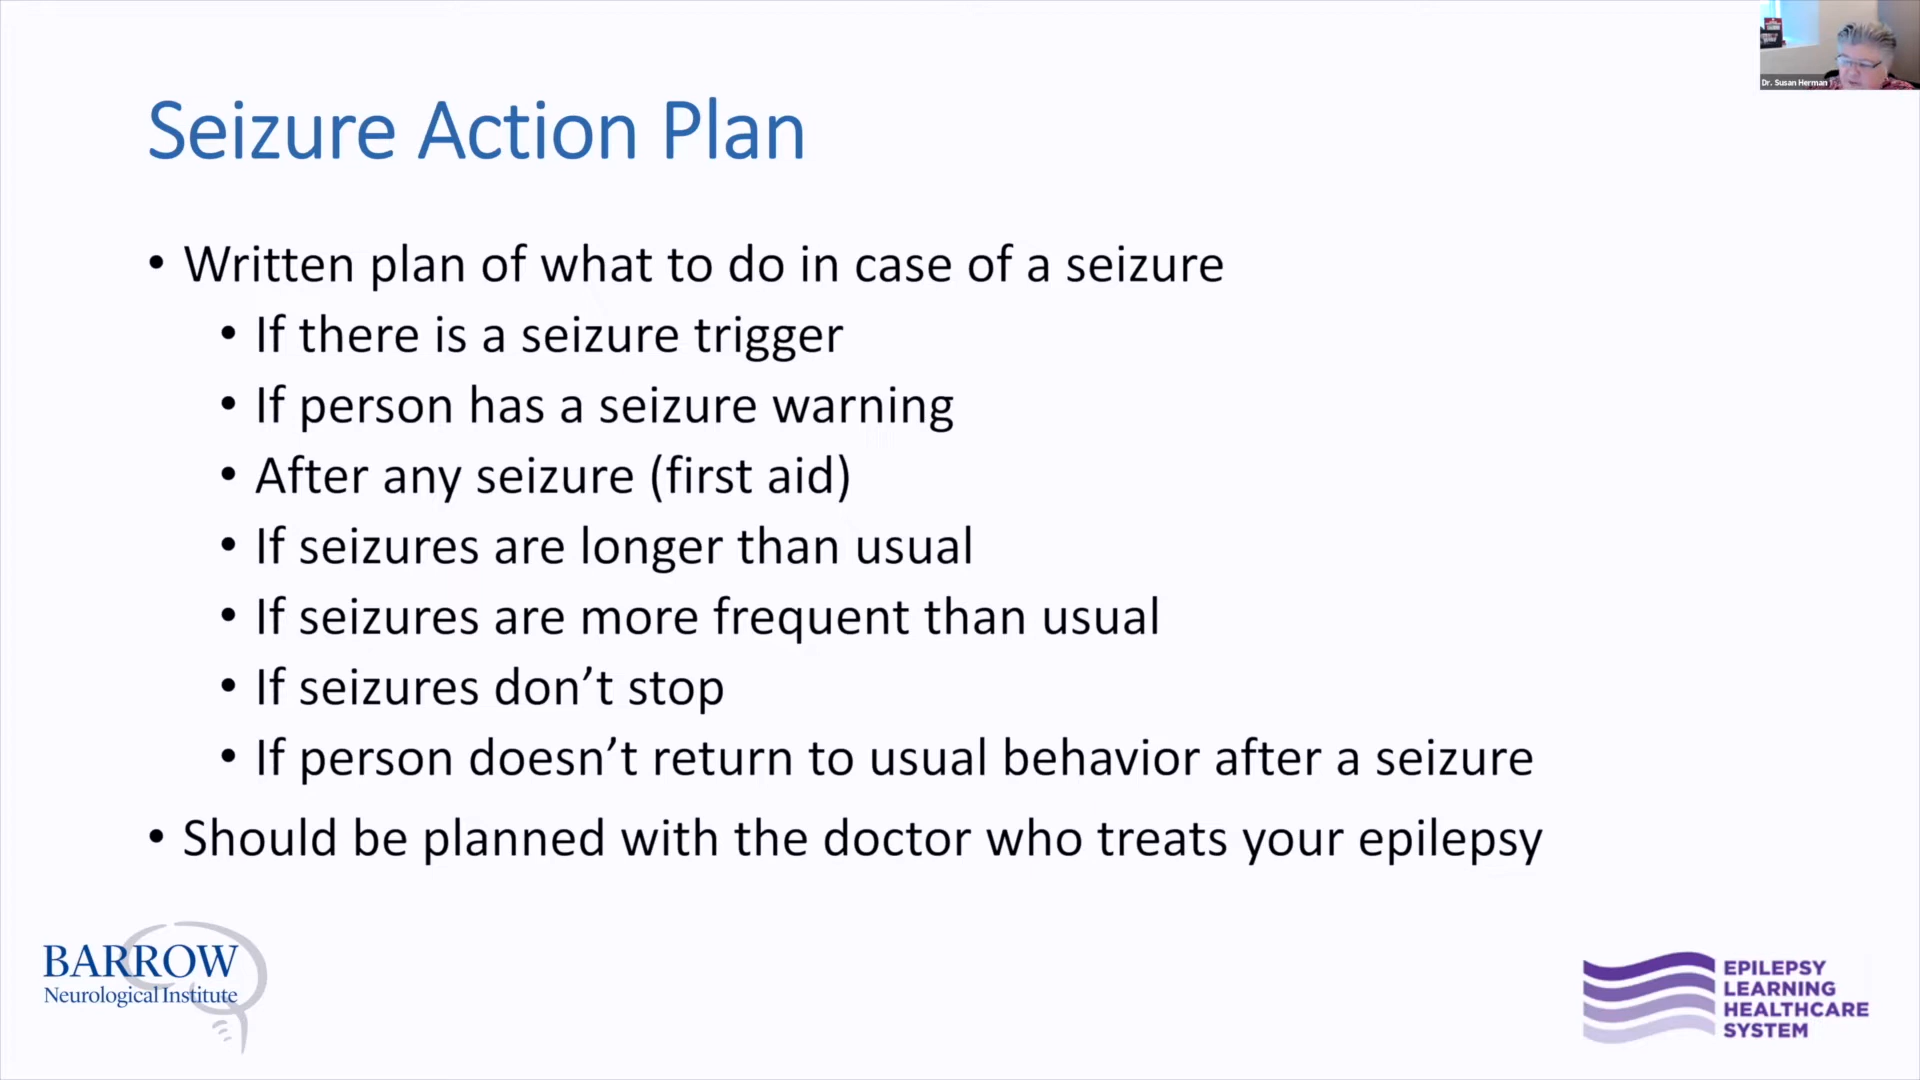 Dr. Susan Herman
Seizure Action Plan
• Written plan of what to do in case of a seizure
• If there is a seizure trigger
• If person has a seizure warning
• After any seizure (first aid)
• If seizures are longer than usual
• If seizures are more frequent than usual
• If seizures don’t stop
• If person doesn’t return to usual behavior after a seizure
• Should be planned with the doctor who treats your epilepsy
BARROW
Neurological Institute
EPILEPSY
LEARNING
HEALTHCARE
SYSTEM